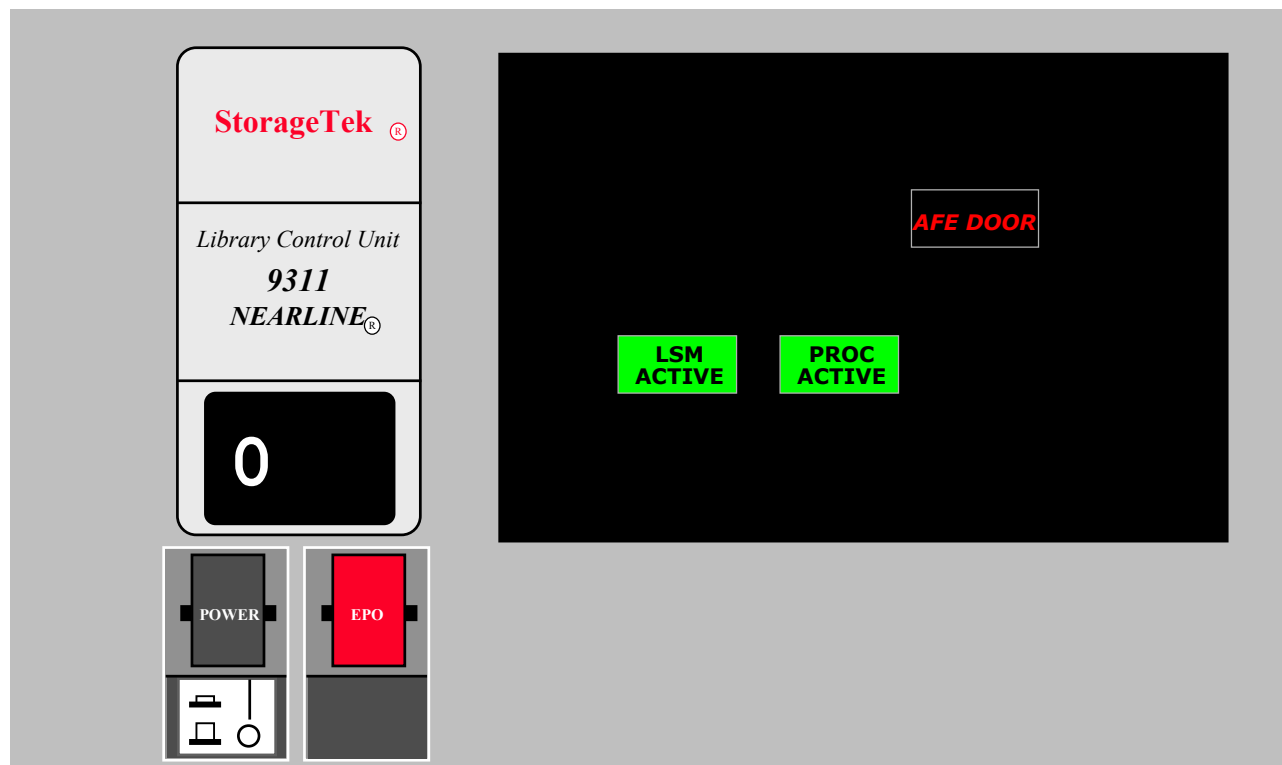 StorageTek ®
Library Control Unit
9311
NEARLINE®
0
POWER
EPO
AFE DOOR
LSM
ACTIVE
PROC
ACTIVE